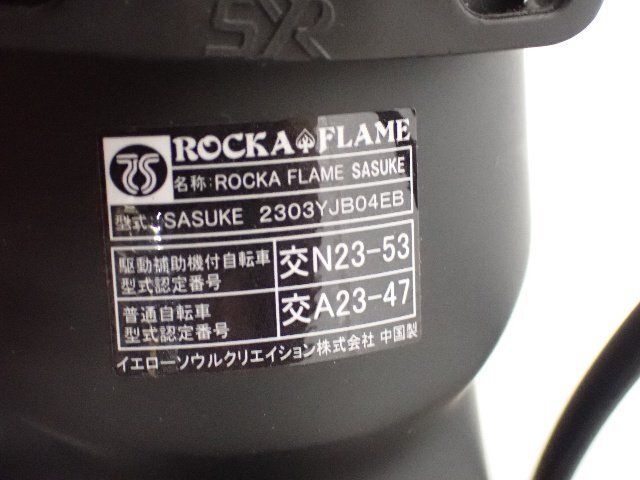 SXR
TS
ROCKA♠FLAME
名称:ROCKA FLAME SASUKE
型式:SASUKE 2303YJB04EB
駆動補助機付自転車
型式認定番号
交N23-53
普通自転車
型式認定番号
交A23-47
イエローソウルクリエイション株式会社 中国製